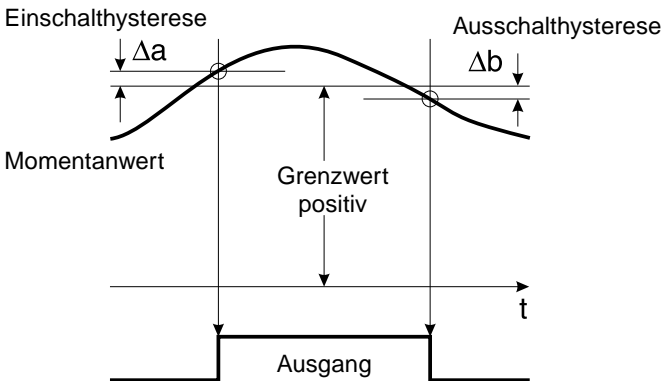 Einschalthysterese
Δa
Ausschalthysterese
Δb
Momentanwert
Grenzwert
positiv
t
Ausgang